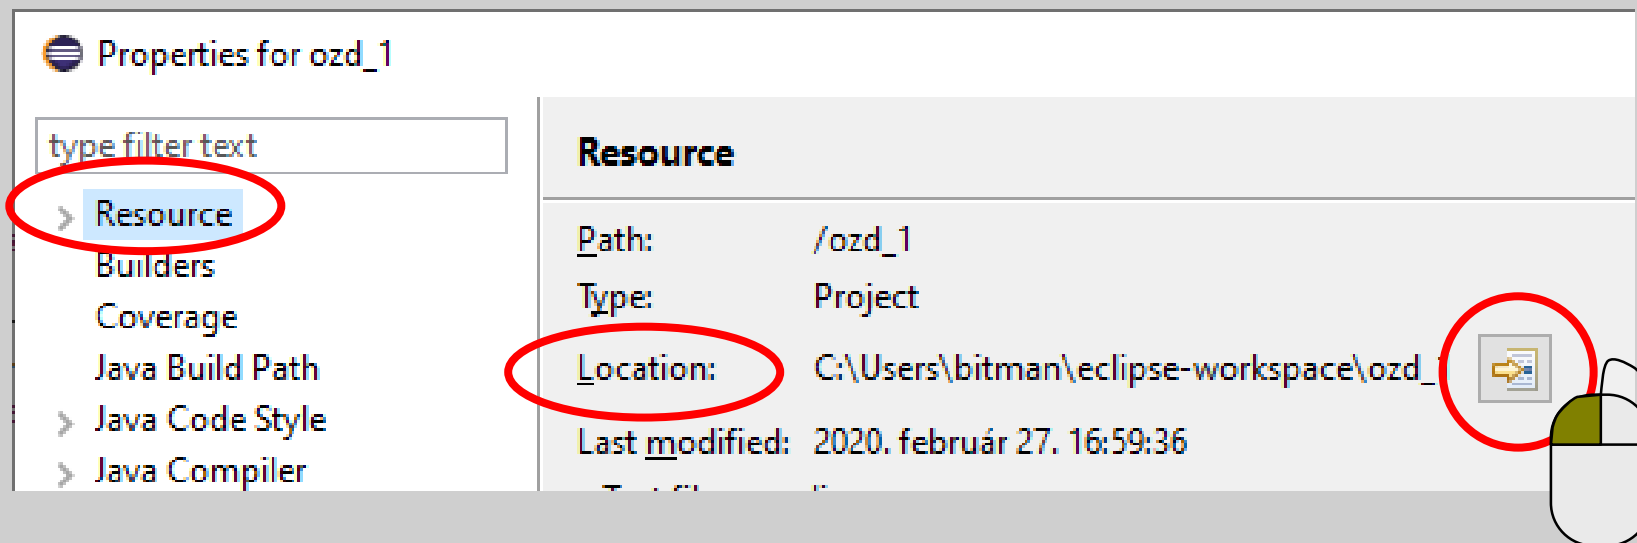 Properties for ozd_1
type filter text
Resource
Builders
Coverage
Java Build Path
Java Code Style
Java Compiler
Resource
Path: /ozd_1
Type: Project
Location: C:\Users\bitman\eclipse-workspace\ozd_
Last modified: 2020. február 27. 16:59:36